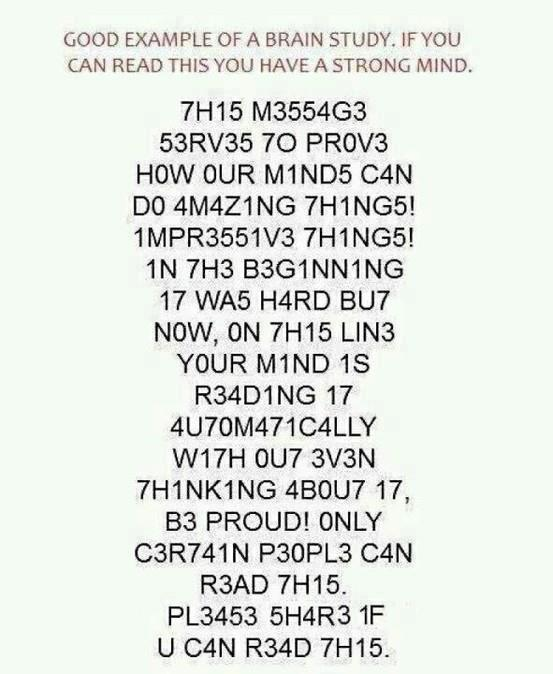 GOOD EXAMPLE OF A BRAIN STUDY. IF YOU
CAN READ THIS YOU HAVE A STRONG MIND.
7H15 M3554G3
53RV35 7O PR0V3
H0W 0UR M1ND5 C4N
D0 4M4Z1NG 7H1NG5!
1MPR3551V3 7H1NG5!
1N 7H3 B3G1NN1NG
17 WA5 H4RD BU7
N0W, 0N 7H15 LIN3
Y0UR M1ND 1S
R34D1NG 17
4U70M471C4LLY
W17H 0U7 3V3N
7H1NK1NG 4B0U7 17,
B3 PROUD! 0NLY
C3R741N P30PL3 C4N
R3AD 7H15.
PL3453 5H4R3 1F
U C4N R34D 7H15.